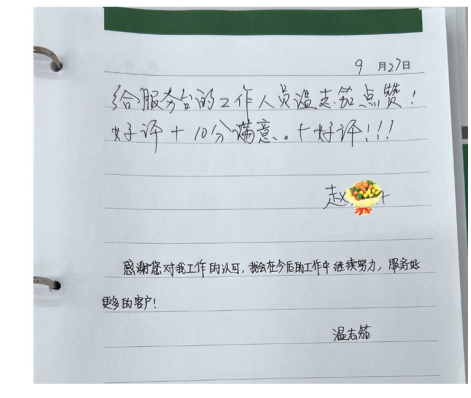 9月27日
给服务台的工作人员温志筎点赞!
好评+10分满意。+好评!!!
赵
感谢您对我工作的认可,我会在今后的工作中继续努力,服务好
更多的客户!
温志筎